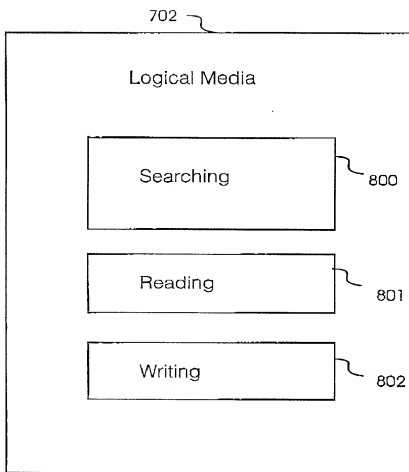 702
Logical Media
Searching
800
Reading
801
Writing
802